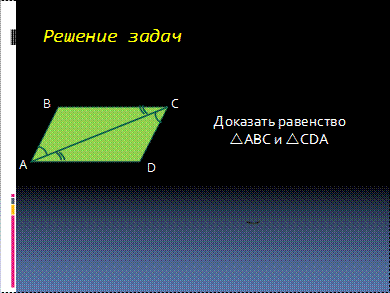 Решение задач
B
C
Доказать равенство
△ABC и △CDA
A
D